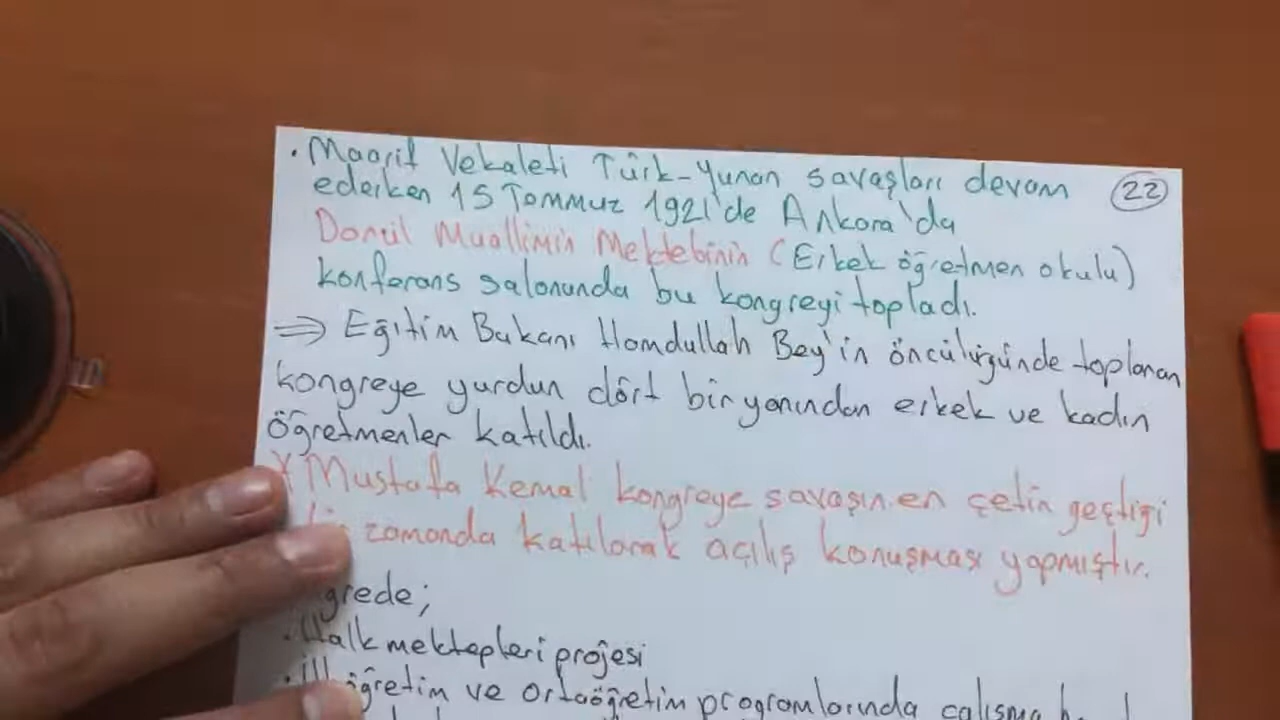 • Maarif Vekaleti Türk-Yunan savaşları devam
22
ederken 15 Temmuz 1921'de Ankara'da
Darül Muallimin Mektebinin (Erkek öğretmen okulu)
konferans salonunda bu kongreyi topladı.
⇒ Eğitim Bakanı Hamdullah Bey'in öncülüğünde toplanan
kongreye yurdun dört bir yanından erkek ve kadın
öğretmenler katıldı.
* Mustafa Kemal kongreye savaşın en çetin geçtiği
zamanda katılarak açılış konuşması yapmıştır.
grede;
• Halk mektepleri projesi
ve ortaöğretim programlarında çalışma